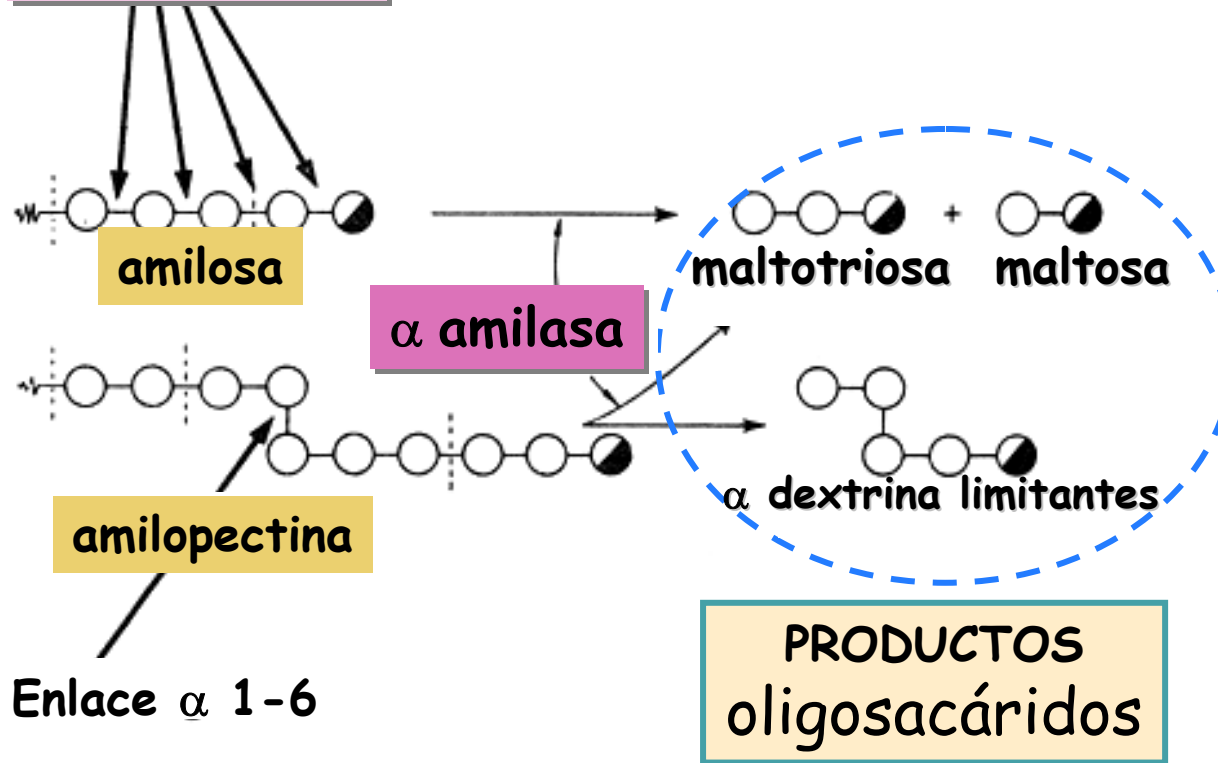 amilosa
maltotriosa + maltosa
α amilasa
α dextrina limitantes
amilopectina
Enlace α 1-6
PRODUCTOS
oligosacáridos